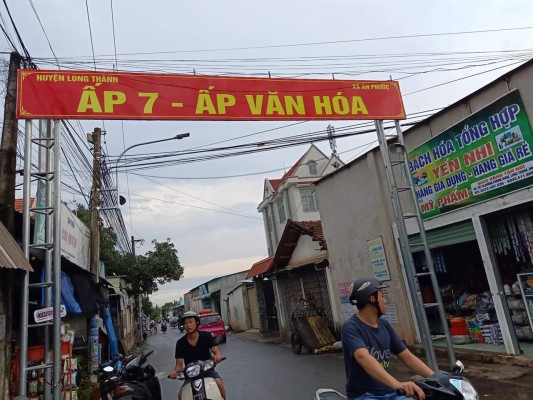 HUYỆN LONG THÀNH
XÃ AN PHƯỚC
ẤP 7 - ẤP VĂN HÓA
BÁCH HÓA TỔNG HỢP
YẾN NHI
HÀNG GIA DỤNG - HÀNG GIÁ RẺ
MỸ PHẨM
Love